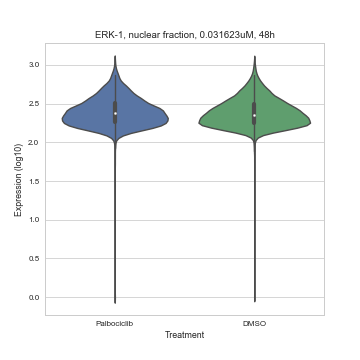 ERK-1, nuclear fraction, 0.031623uM, 48h
Expression (log10)
3.0
2.5
2.0
1.5
1.0
0.5
0.0
Palbociclib
DMSO
Treatment